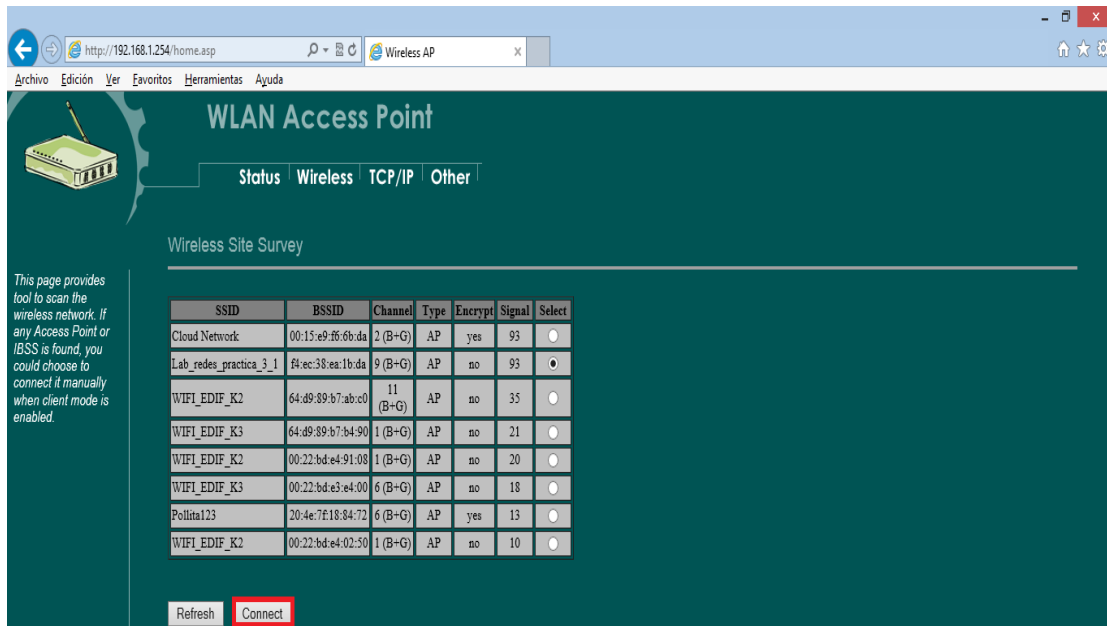 http://192.168.1.254/home.asp
Wireless AP
Archivo Edición Ver Favoritos Herramientas Ayuda
WLAN Access Point
Status Wireless TCP/IP Other
Wireless Site Survey
This page provides
tool to scan the
wireless network. If
any Access Point or
IBSS is found, you
could choose to
connect it manually
when client mode is
enabled.
SSID BSSID Channel Type Encrypt Signal Select
Cloud Network 00:15:e9:f6:6b:da 2 (B+G) AP yes 93
Lab_redes_practica_3_1 f4:ec:38:ea:1b:da 9 (B+G) AP no 93
WIFI_EDIF_K2 64:d9:89:b7:ab:c0 11 (B+G) AP no 35
WIFI_EDIF_K3 64:d9:89:b7:b4:90 1 (B+G) AP no 21
WIFI_EDIF_K2 00:22:bd:e4:91:08 1 (B+G) AP no 20
WIFI_EDIF_K3 00:22:bd:e3:e4:00 6 (B+G) AP no 18
Pollita123 20:4e:7f:18:84:72 6 (B+G) AP yes 13
WIFI_EDIF_K2 00:22:bd:e4:02:50 1 (B+G) AP no 10
Refresh Connect